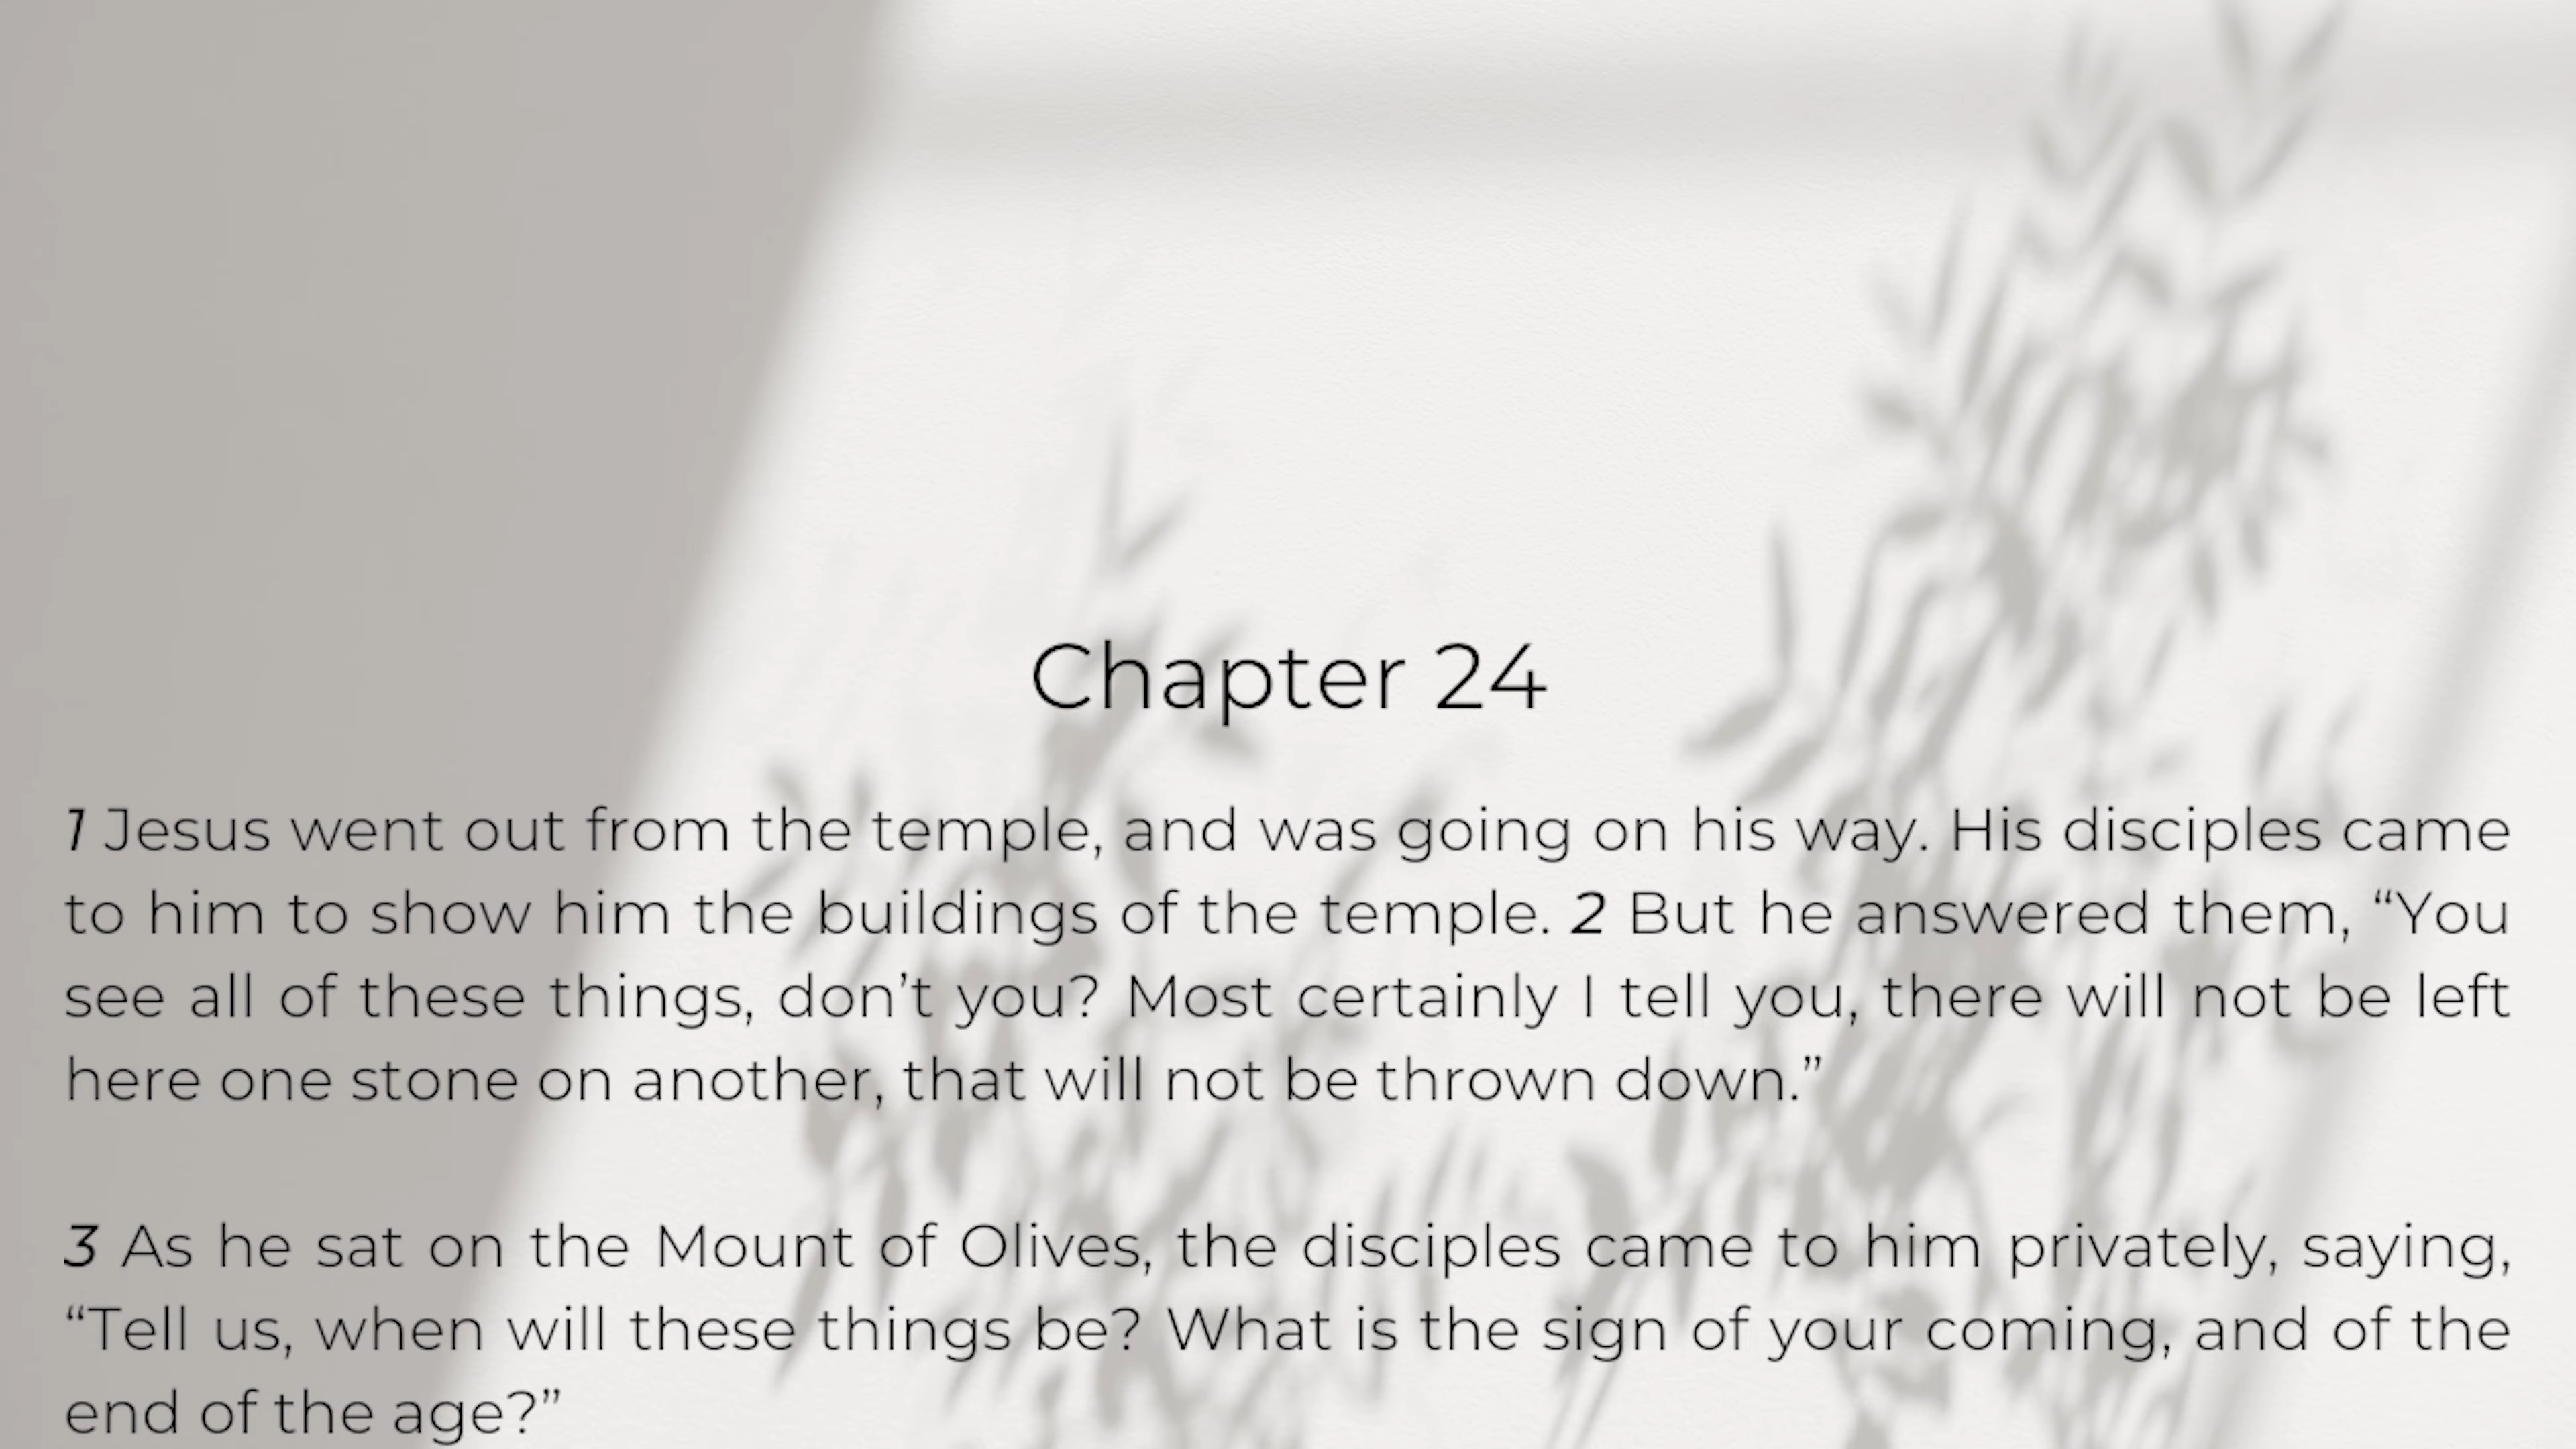 Chapter 24
1 Jesus went out from the temple, and was going on his way. His disciples came
to him to show him the buildings of the temple. 2 But he answered them, “You
see all of these things, don’t you? Most certainly I tell you, there will not be left
here one stone on another, that will not be thrown down.”
3 As he sat on the Mount of Olives, the disciples came to him privately, saying,
“Tell us, when will these things be? What is the sign of your coming, and of the
end of the age?”